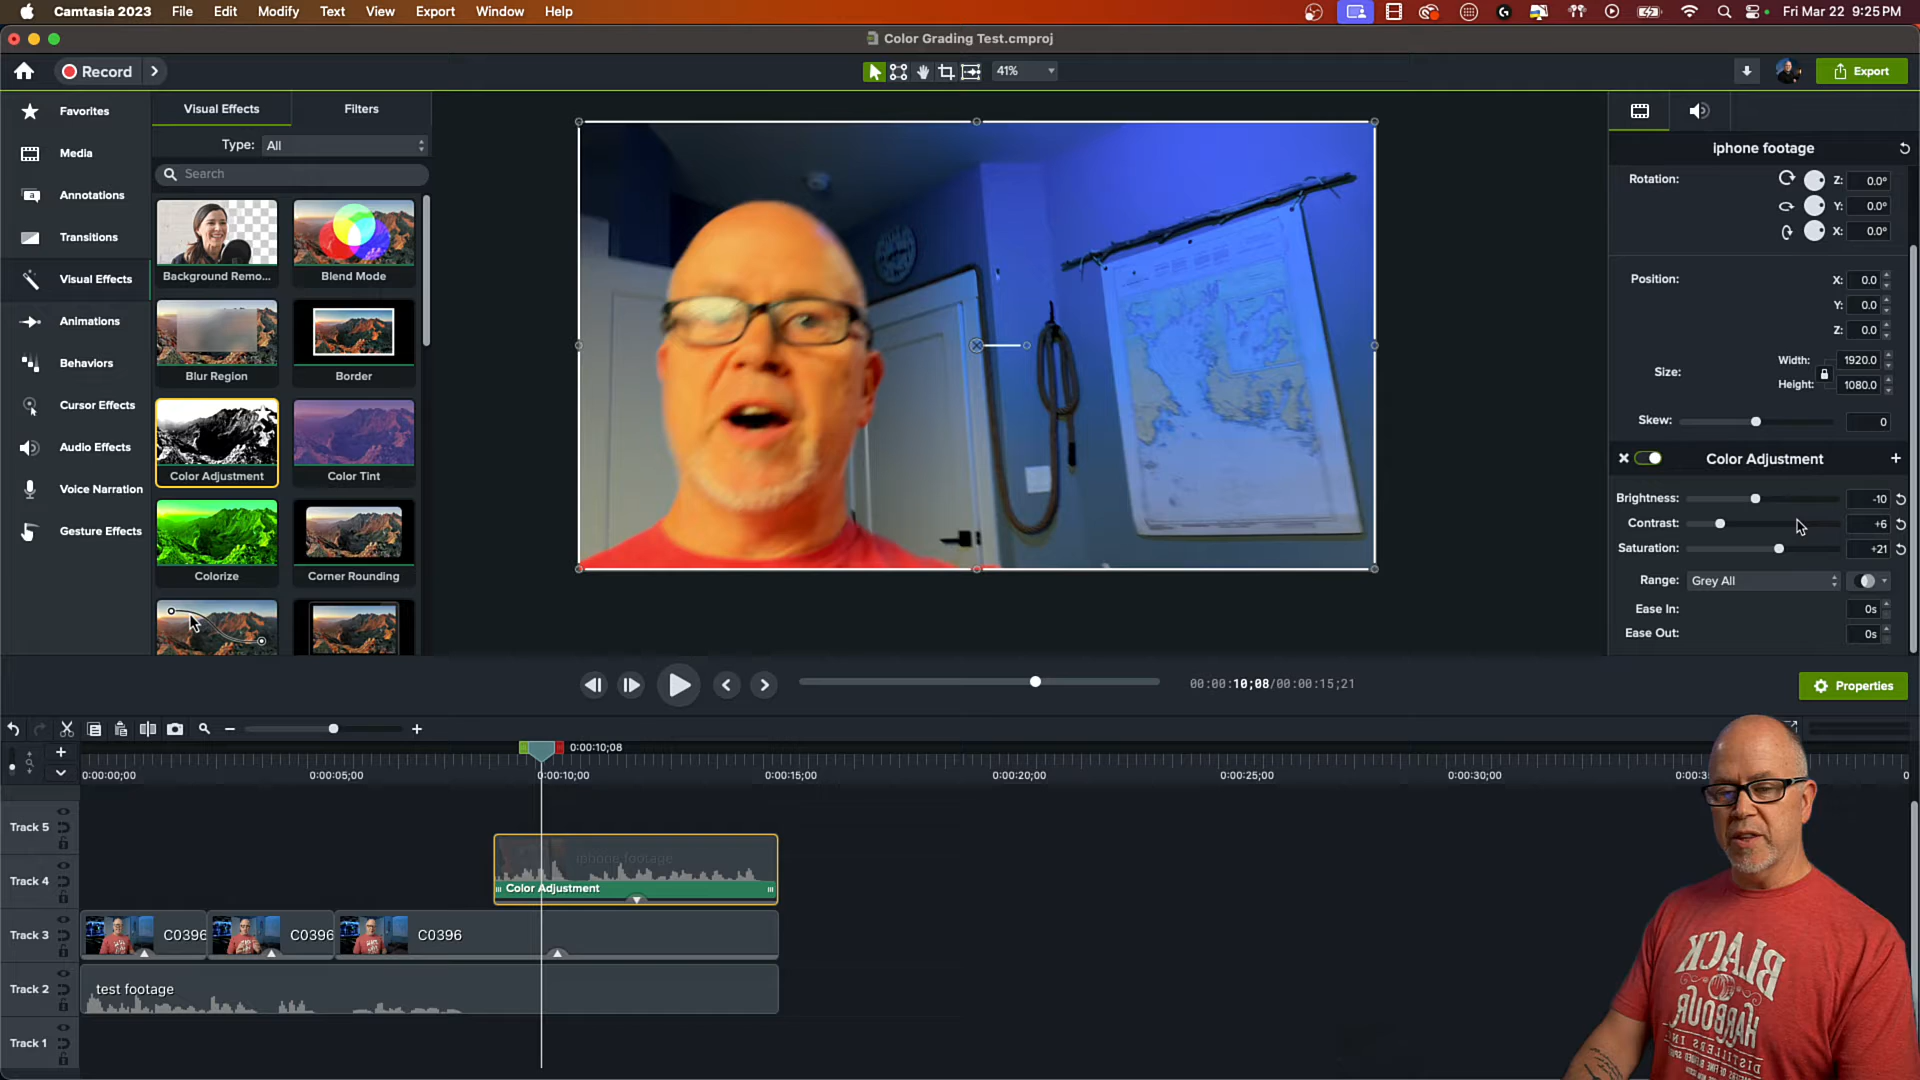 Camtasia 2023 File Edit Modify Text View Export Window Help Fri Mar 22 9:25 PM
Color Grading Test.cmproj
Record 41% Export
Favorites
Media
Annotations
Transitions
Visual Effects
Animations
Behaviors
Cursor Effects
Audio Effects
Voice Narration
Gesture Effects
Visual Effects Filters
Type: All
Search
Background Remo... Blend Mode
Blur Region Border
Color Adjustment Color Tint
Colorize Corner Rounding
iphone footage
Rotation: Z: 0.0°
Y: 0.0°
X: 0.0°
Position: X: 0.0
Y: 0.0
Z: 0.0
Size: Width: 1920.0
Height: 1080.0
Skew: 0
Color Adjustment
Brightness: -10
Contrast: +6
Saturation: +21
Range: Grey All
Ease In: 0s
Ease Out: 0s
00:00:10;08/00:00:15;21
Properties
0:00:10;08
0:00:00;00 0:00:05;00 0:00:10;00 0:00:15;00 0:00:20;00 0:00:25;00 0:00:30;00
Track 5
Track 4 iphone footage
Color Adjustment
Track 3 C0396 C0396 C0396
Track 2 test footage
Track 1
BLACK
HARBOUR
DISTILLERS INC.